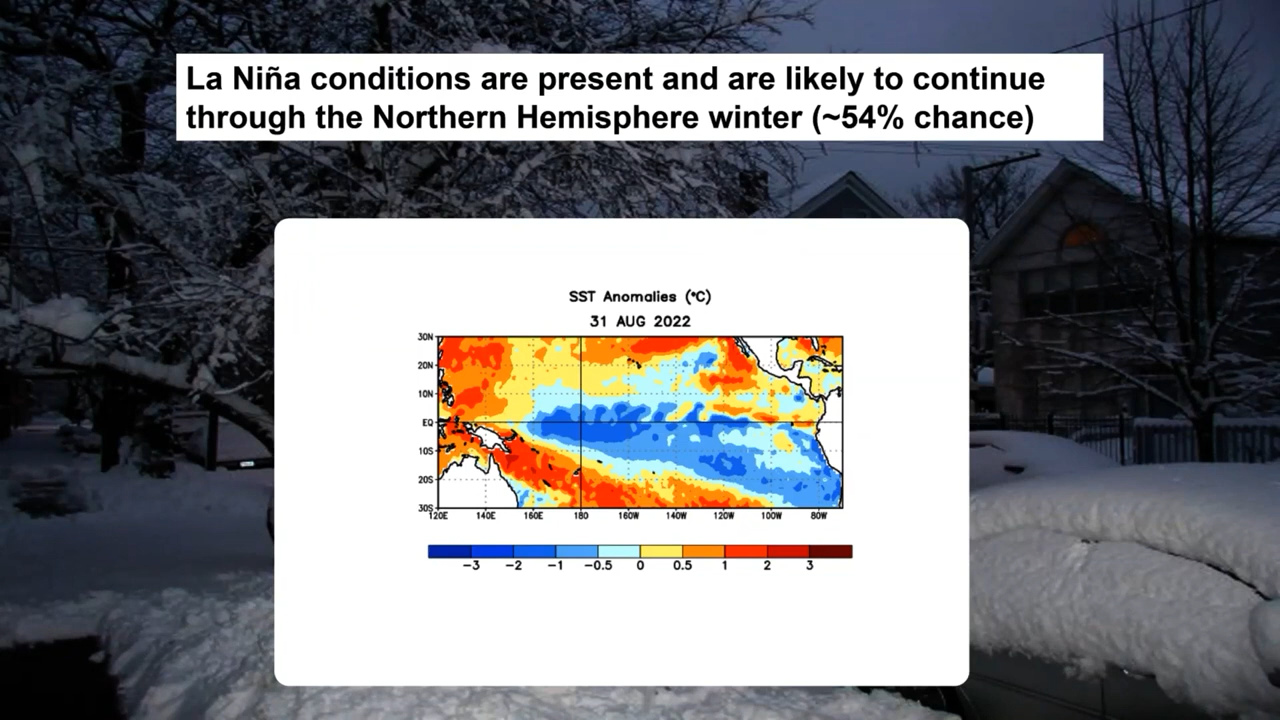 La Niña conditions are present and are likely to continue
through the Northern Hemisphere winter (~54% chance)
SST Anomalies (°C)
31 AUG 2022
30N
20N
10N
EQ
10S
20S
30S
120E 140E 160E 180 160W 140W 120W 100W 80W
−3 −2 −1 −0.5 0 0.5 1 2 3